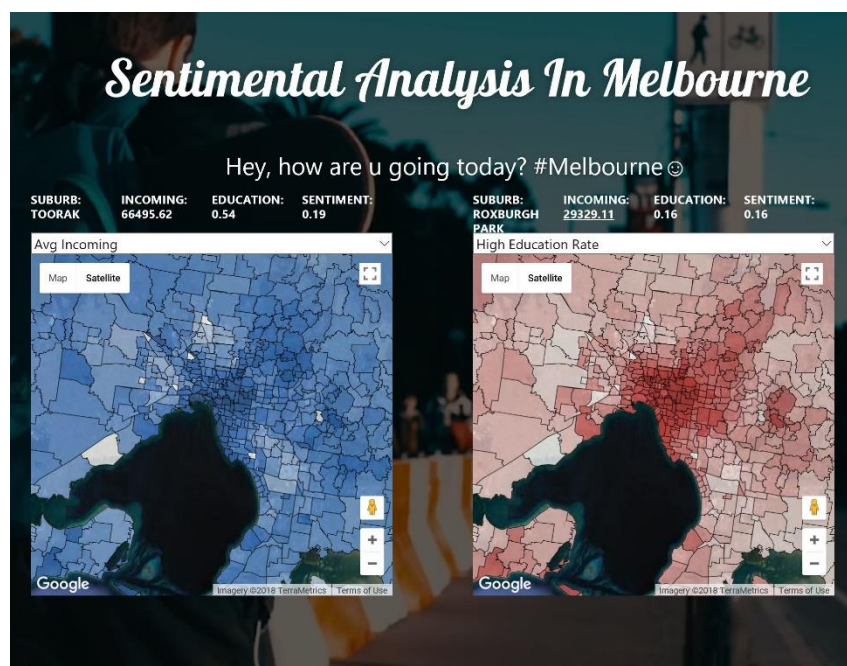 Sentimental Analysis In Melbourne
Hey, how are u going today? #Melbourne☺
SUBURB: INCOMING: EDUCATION: SENTIMENT:
TOORAK 66495.62 0.54 0.19
Avg Incoming
Map Satellite
Google
Imagery ©2018 TerraMetrics Terms of Use
SUBURB: INCOMING: EDUCATION: SENTIMENT:
ROXBURGH 29329.11 0.16 0.16
PARK
High Education Rate
Map Satellite
Google
Imagery ©2018 TerraMetrics Terms of Use